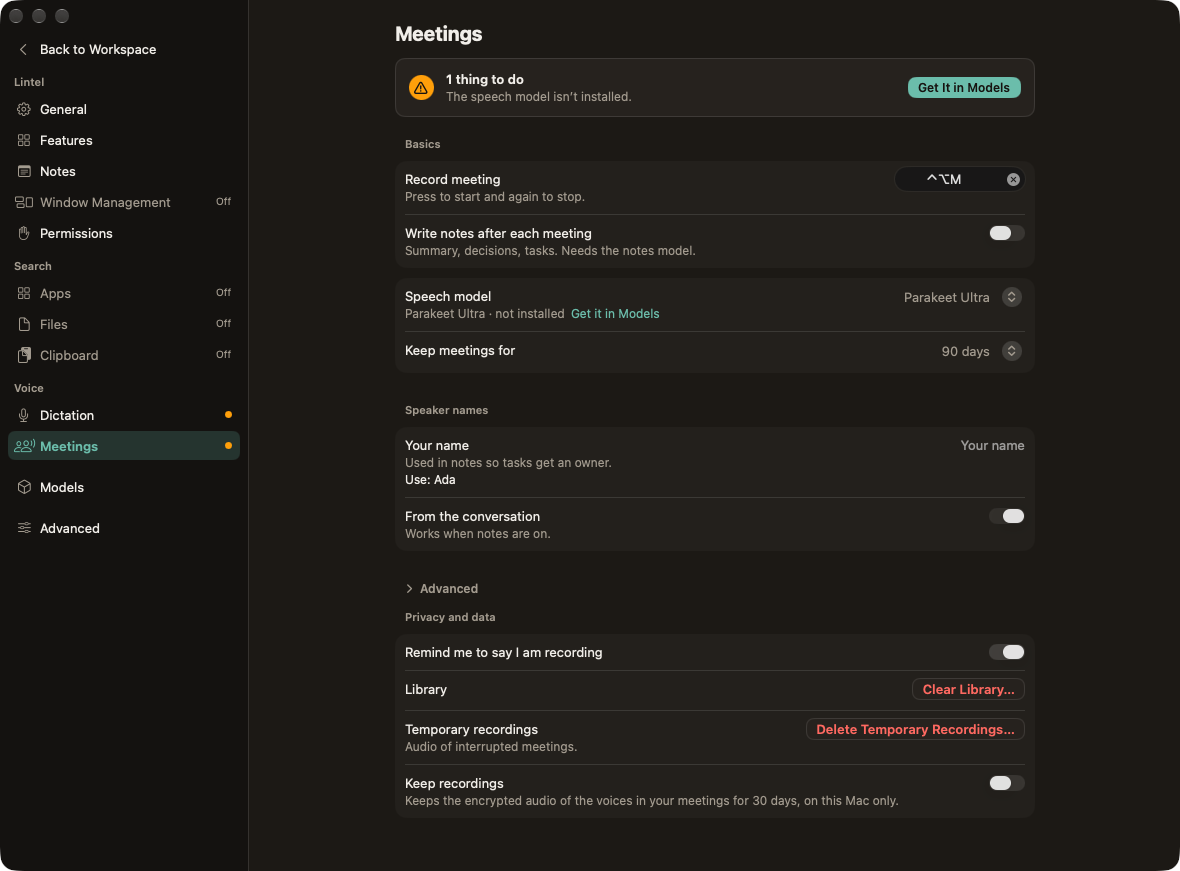 Back to Workspace
Lintel
General
Features
Notes
Window Management Off
Permissions
Search
Apps Off
Files Off
Clipboard Off
Voice
Dictation
Meetings
Models
Advanced
Meetings
1 thing to do
The speech model isn’t installed.
Get It in Models
Basics
Record meeting
Press to start and again to stop.
⌃⌥M
Write notes after each meeting
Summary, decisions, tasks. Needs the notes model.
Speech model
Parakeet Ultra · not installed Get it in Models
Parakeet Ultra
Keep meetings for
90 days
Speaker names
Your name
Used in notes so tasks get an owner.
Use: Ada
Your name
From the conversation
Works when notes are on.
Advanced
Privacy and data
Remind me to say I am recording
Library
Clear Library...
Temporary recordings
Audio of interrupted meetings.
Delete Temporary Recordings...
Keep recordings
Keeps the encrypted audio of the voices in your meetings for 30 days, on this Mac only.